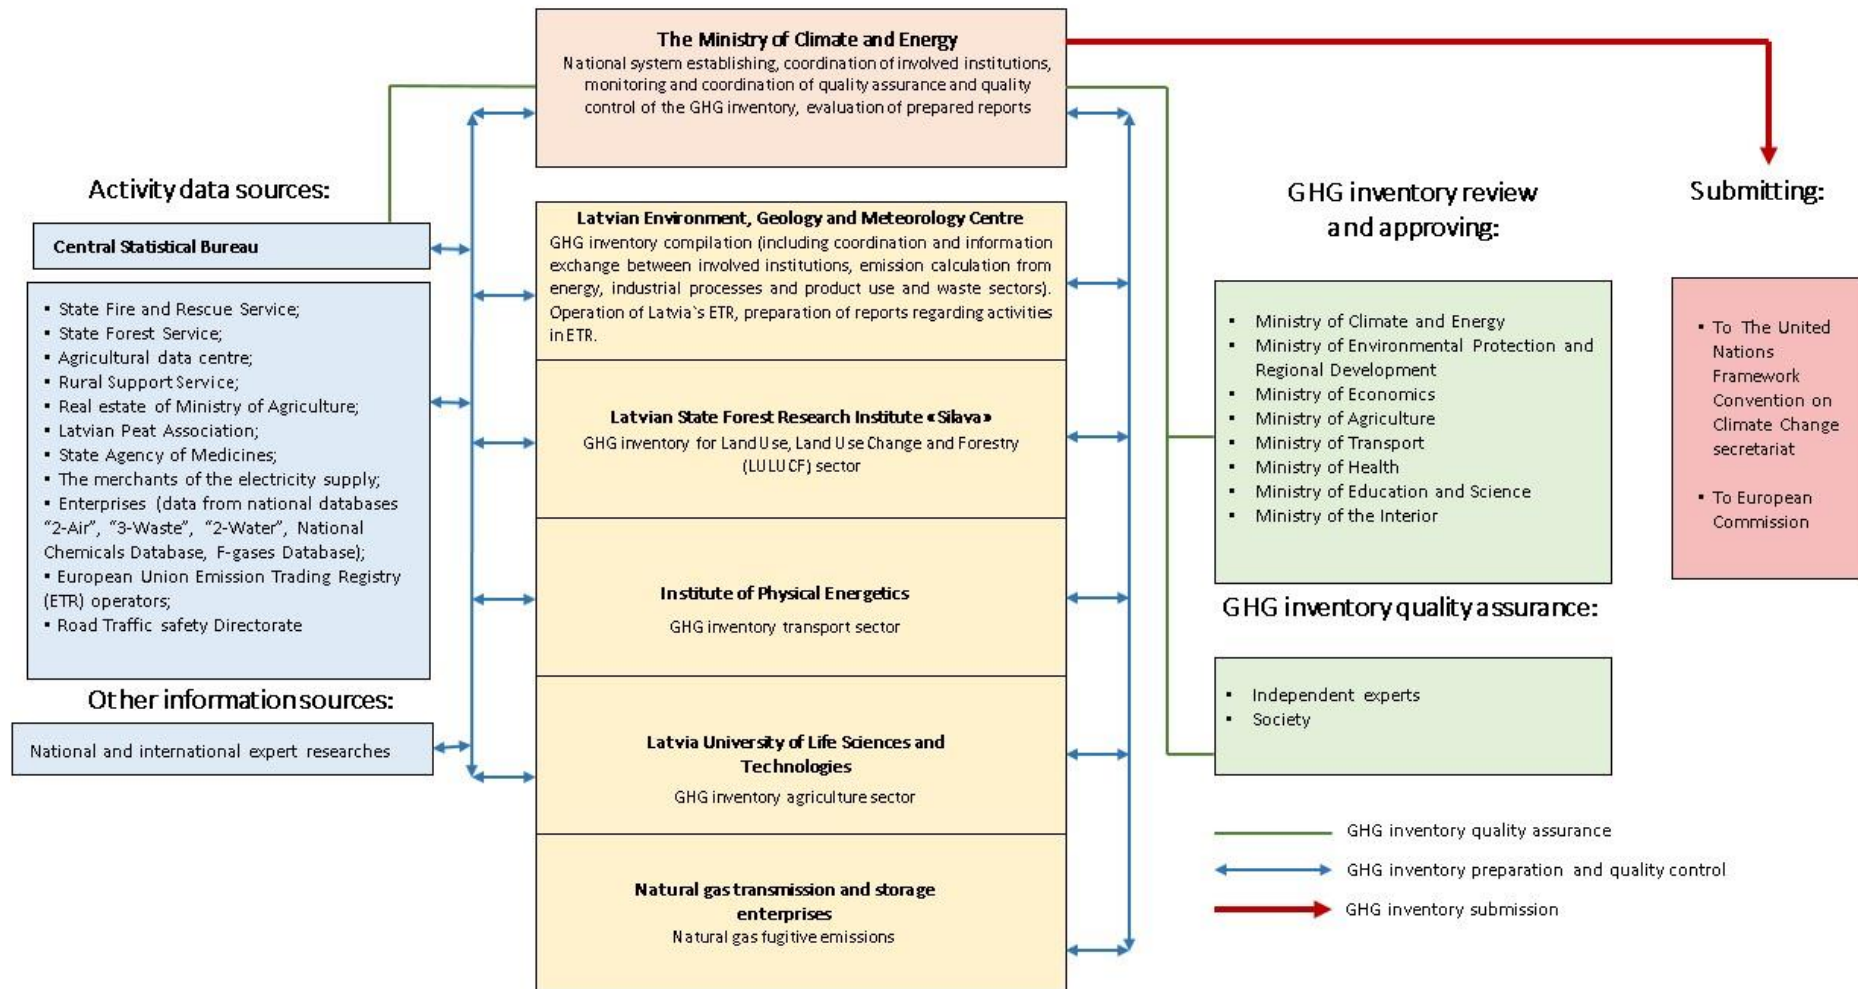 The Ministry of Climate and Energy
National system establishing, coordination of involved institutions,
monitoring and coordination of quality assurance and quality
control of the GHG inventory, evaluation of prepared reports
Activity data sources:
Central Statistical Bureau
▪ State Fire and Rescue Service;
▪ State Forest Service;
▪ Agricultural data centre;
▪ Rural Support Service;
▪ Real estate of Ministry of Agriculture;
▪ Latvian Peat Association;
▪ State Agency of Medicines;
▪ The merchants of the electricity supply;
▪ Enterprises (data from national databases
“2-Air”, “3-Waste”, “2-Water”, National
Chemicals Database, F-gases Database);
▪ European Union Emission Trading Registry
(ETR) operators;
▪ Road Traffic safety Directorate
Other information sources:
National and international expert researches
Latvian Environment, Geology and Meteorology Centre
GHG inventory compilation (including coordination and information
exchange between involved institutions, emission calculation from
energy, industrial processes and product use and waste sectors).
Operation of Latvia`s ETR, preparation of reports regarding activities
in ETR.
Latvian State Forest Research Institute «Silava»
GHG inventory for Land Use, Land Use Change and Forestry
(LULUCF) sector
Institute of Physical Energetics
GHG inventory transport sector
Latvia University of Life Sciences and
Technologies
GHG inventory agriculture sector
Natural gas transmission and storage
enterprises
Natural gas fugitive emissions
GHG inventory review
and approving:
▪ Ministry of Climate and Energy
▪ Ministry of Environmental Protection and
Regional Development
▪ Ministry of Economics
▪ Ministry of Agriculture
▪ Ministry of Transport
▪ Ministry of Health
▪ Ministry of Education and Science
▪ Ministry of the Interior
GHG inventory quality assurance:
▪ Independent experts
▪ Society
Submitting:
▪ To The United
Nations
Framework
Convention on
Climate Change
secretariat
▪ To European
Commission
GHG inventory quality assurance
GHG inventory preparation and quality control
GHG inventory submission